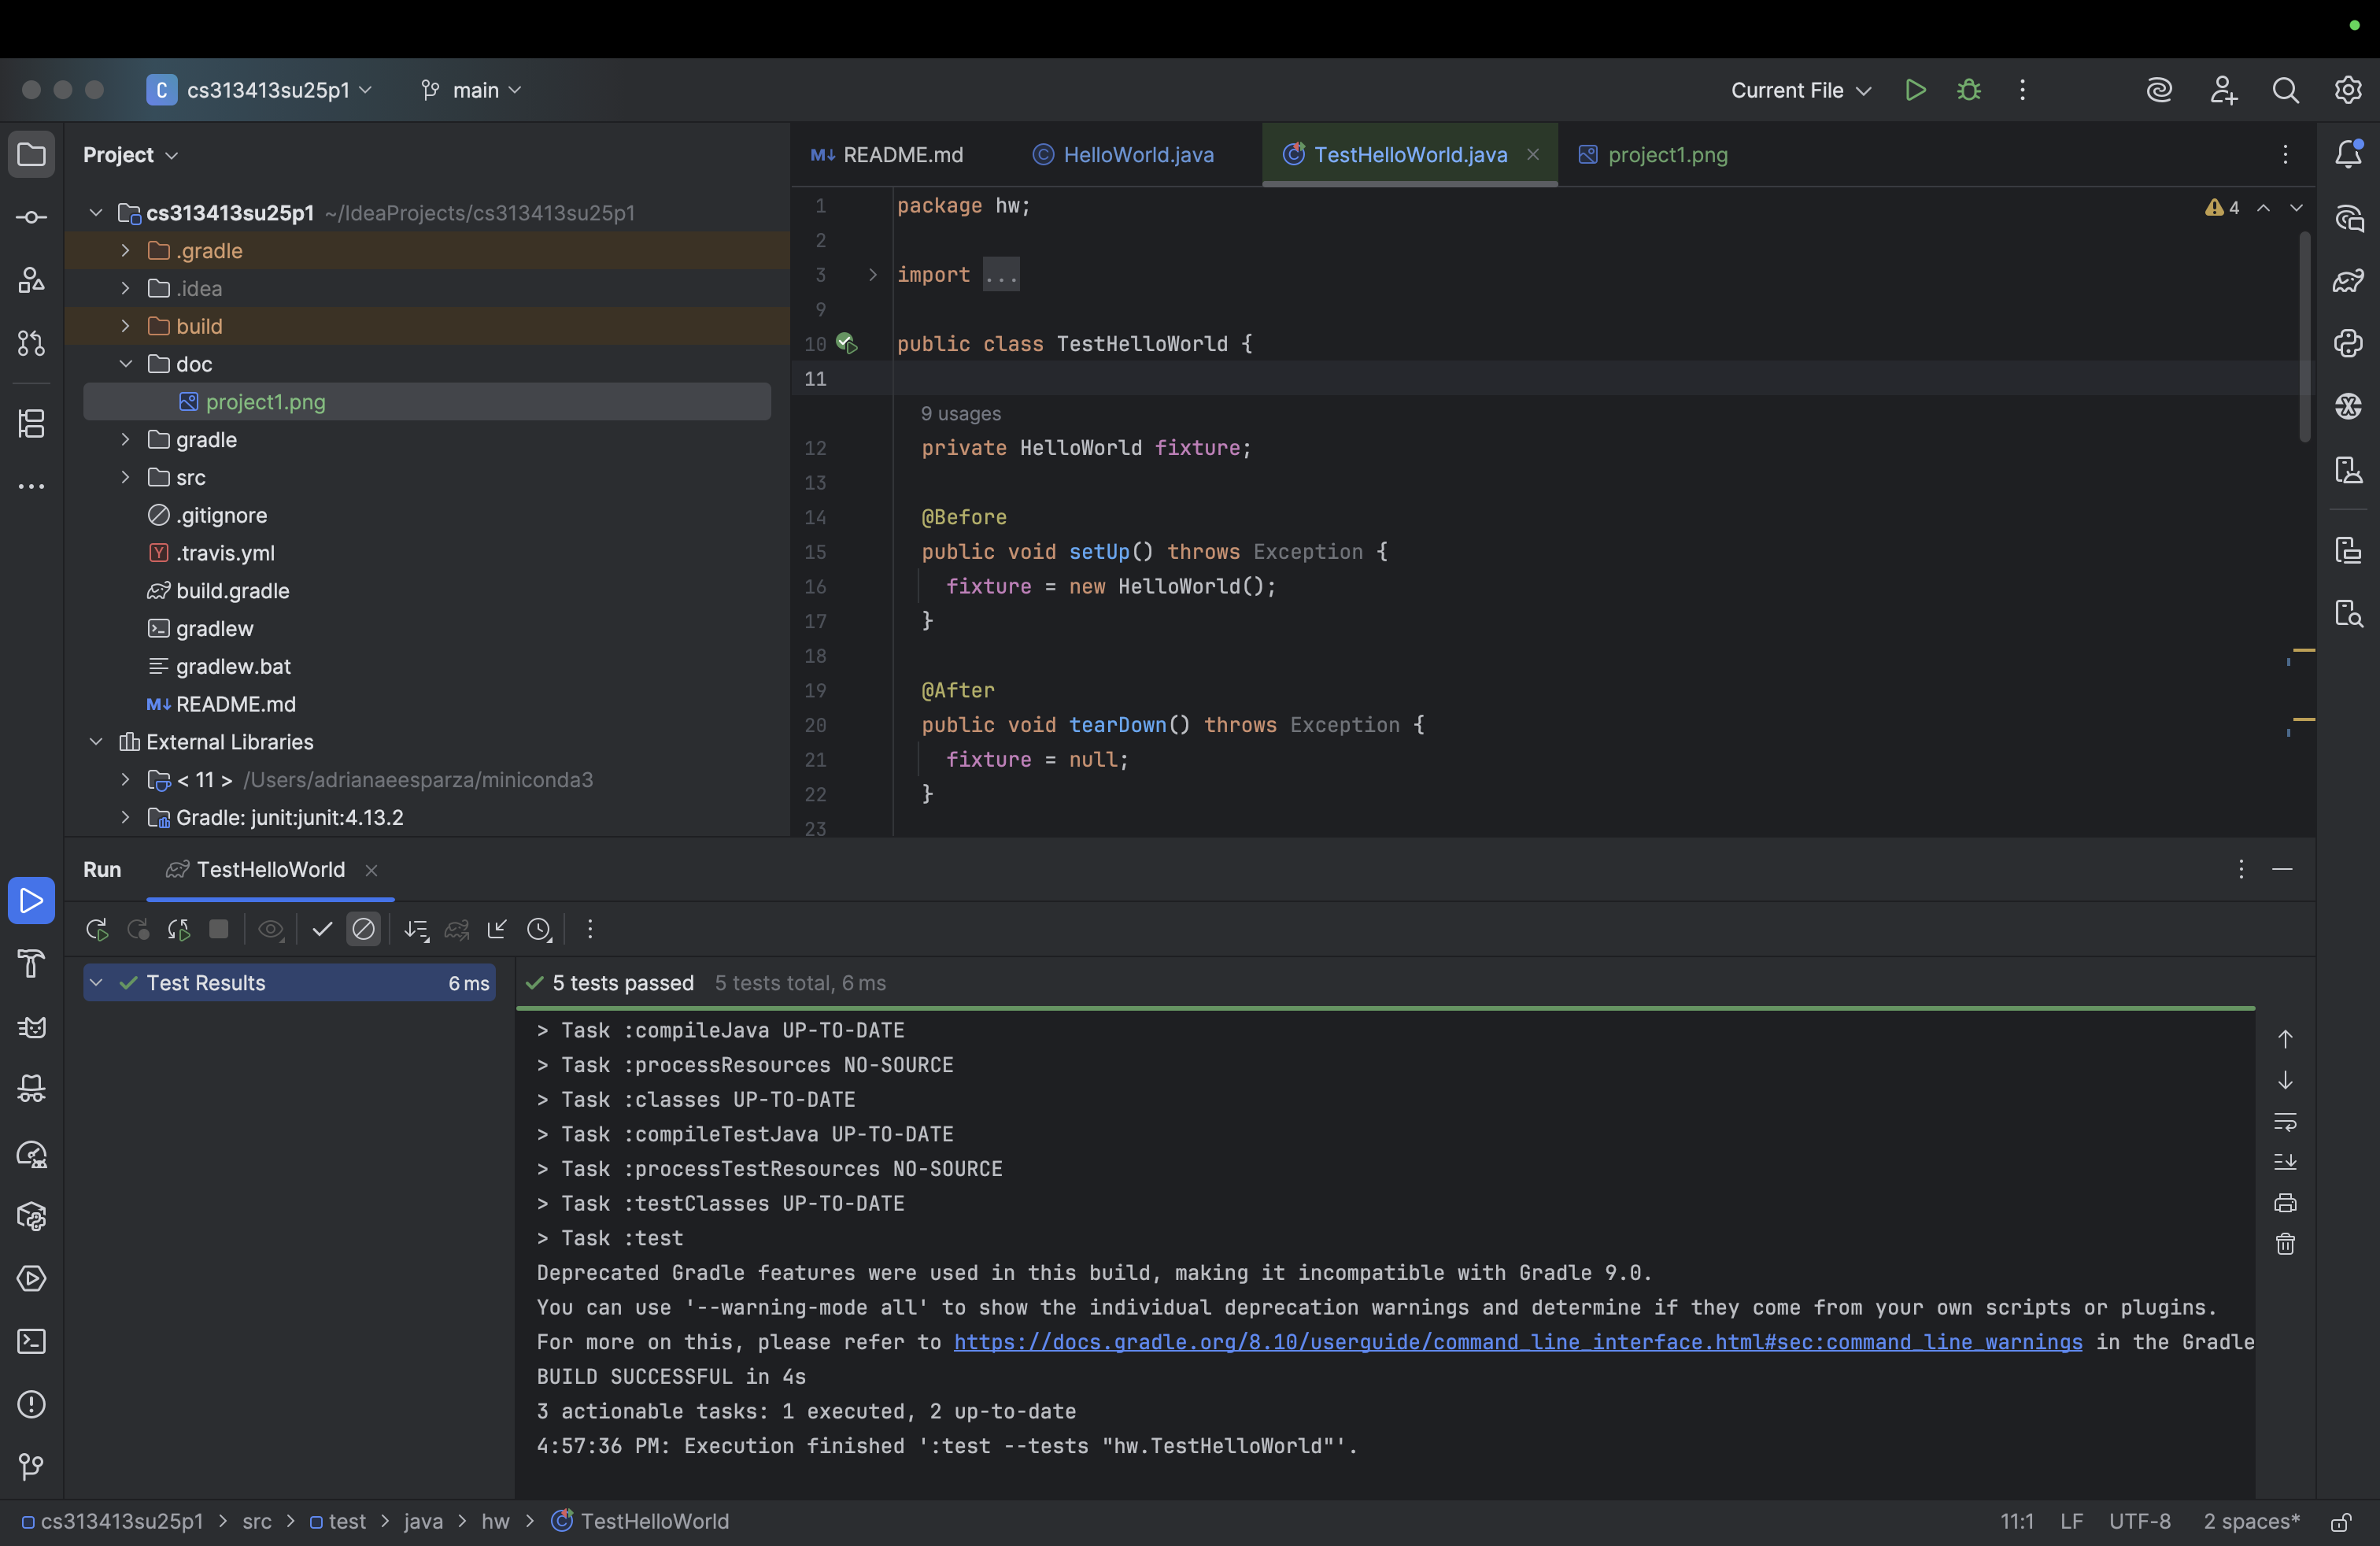 C cs313413su25p1 main Current File
Project
cs313413su25p1 ~/IdeaProjects/cs313413su25p1
.gradle
.idea
build
doc
project1.png
gradle
src
.gitignore
Y .travis.yml
build.gradle
gradlew
gradlew.bat
M↓ README.md
External Libraries
< 11 > /Users/adrianaeesparza/miniconda3
Gradle: junit:junit:4.13.2
M↓ README.md HelloWorld.java TestHelloWorld.java project1.png
4
1 package hw;
2
3 import ...
9
10 public class TestHelloWorld {
11
9 usages
12 private HelloWorld fixture;
13
14 @Before
15 public void setUp() throws Exception {
16 fixture = new HelloWorld();
17 }
18
19 @After
20 public void tearDown() throws Exception {
21 fixture = null;
22 }
23
Run TestHelloWorld
Test Results 6 ms
5 tests passed 5 tests total, 6 ms
> Task :compileJava UP-TO-DATE
> Task :processResources NO-SOURCE
> Task :classes UP-TO-DATE
> Task :compileTestJava UP-TO-DATE
> Task :processTestResources NO-SOURCE
> Task :testClasses UP-TO-DATE
> Task :test
Deprecated Gradle features were used in this build, making it incompatible with Gradle 9.0.
You can use '--warning-mode all' to show the individual deprecation warnings and determine if they come from your own scripts or plugins.
For more on this, please refer to https://docs.gradle.org/8.10/userguide/command_line_interface.html#sec:command_line_warnings in the Gradle
BUILD SUCCESSFUL in 4s
3 actionable tasks: 1 executed, 2 up-to-date
4:57:36 PM: Execution finished ':test --tests "hw.TestHelloWorld"'.
cs313413su25p1 > src > test > java > hw > TestHelloWorld 11:1 LF UTF-8 2 spaces*